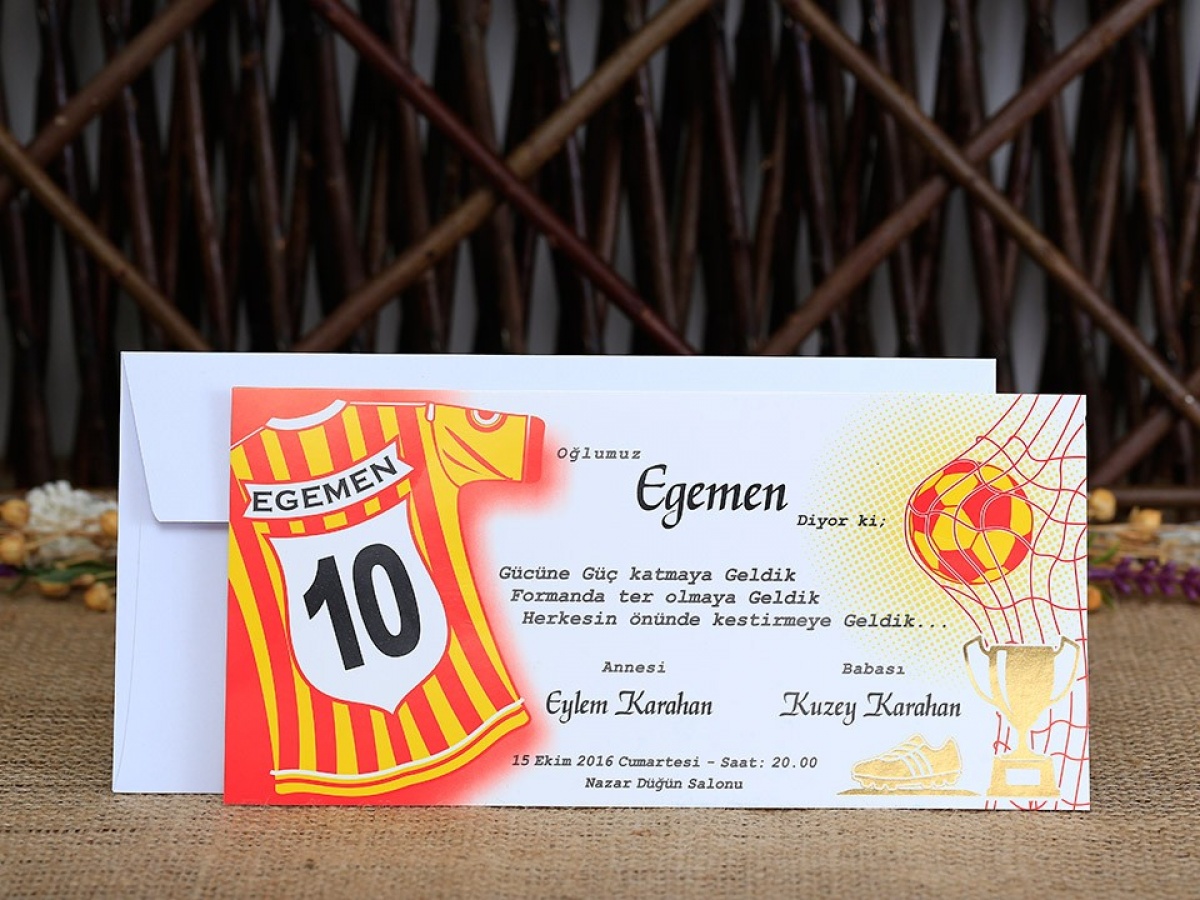 EGEMEN
10
Oğlumuz
Egemen
Diyor ki;
Gücüne Güç katmaya Geldik
Formanda ter olmaya Geldik
Herkesin önünde kestirmeye Geldik...
Annesi
Babası
Eylem Karahan
Kuzey Karahan
15 Ekim 2016 Cumartesi - Saat: 20.00
Nazar Düğün Salonu